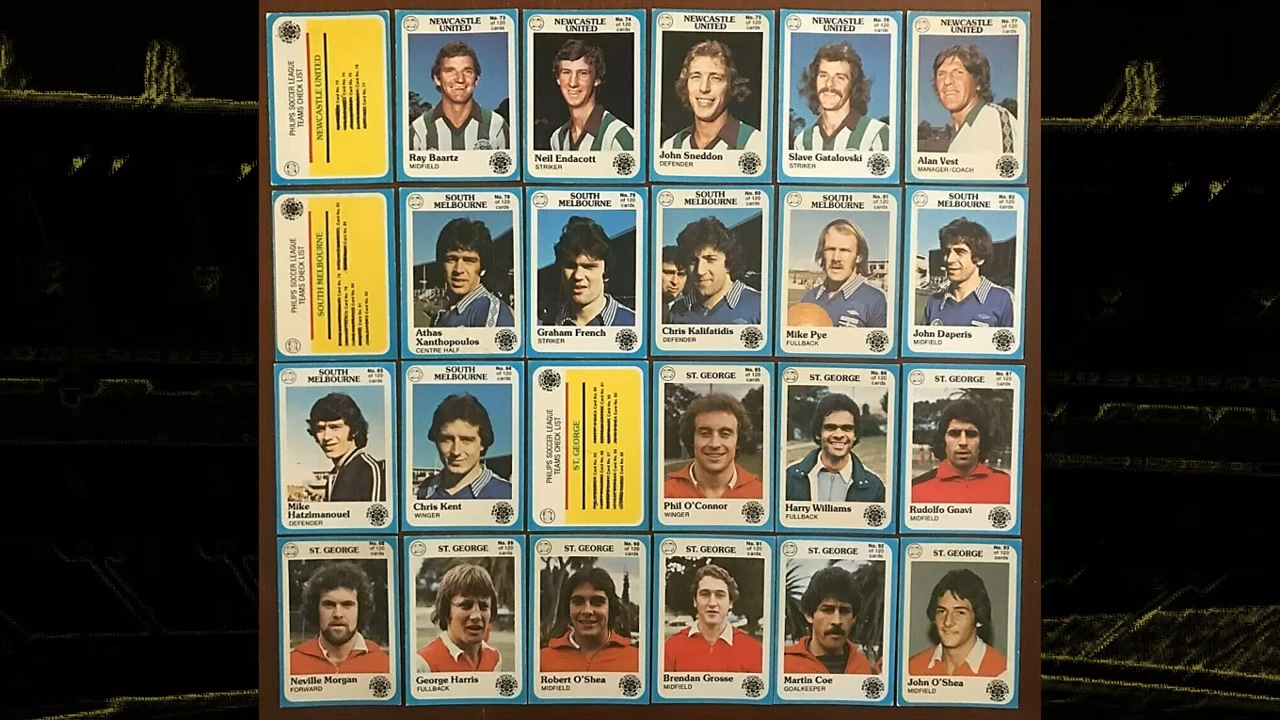 PHILIPS SOCCER LEAGUE
TEAMS CHECK LIST
NEWCASTLE UNITED
NEWCASTLE
UNITED
No. 73
of 120
cards
Ray Baartz
MIDFIELD
NEWCASTLE
UNITED
No. 74
of 120
cards
Neil Endacott
STRIKER
NEWCASTLE
UNITED
No. 75
of 120
cards
John Sneddon
DEFENDER
NEWCASTLE
UNITED
No. 76
of 120
cards
Slave Gatalovski
STRIKER
NEWCASTLE
UNITED
No. 77
of 120
cards
Alan Vest
MANAGER/COACH
PHILIPS SOCCER LEAGUE
TEAMS CHECK LIST
SOUTH MELBOURNE
SOUTH
MELBOURNE
of 120
cards
Athas
Xanthopoulos
CENTRE HALF
SOUTH
MELBOURNE
No. 79
of 120
cards
Graham French
STRIKER
SOUTH
MELBOURNE
No. 80
of 120
cards
Chris Kalifatidis
DEFENDER
SOUTH
MELBOURNE
No. 81
of 120
cards
Mike Pye
FULLBACK
SOUTH
MELBOURNE
No. 82
of 120
cards
John Daperis
MIDFIELD
SOUTH
MELBOURNE
No. 83
of 120
cards
Mike
Hatzimanouel
DEFENDER
SOUTH
MELBOURNE
No. 84
of 120
cards
Chris Kent
WINGER
PHILIPS SOCCER LEAGUE
TEAMS CHECK LIST
ST. GEORGE
ST. GEORGE
No. 85
of 120
cards
Phil O'Connor
WINGER
ST. GEORGE
No. 86
of 120
cards
Harry Williams
FULLBACK
ST. GEORGE
No. 87
of 120
cards
Rudolfo Gnavi
MIDFIELD
ST. GEORGE
No. 88
of 120
cards
Neville Morgan
FORWARD
ST. GEORGE
No. 89
of 120
cards
George Harris
FULLBACK
ST. GEORGE
No. 90
of 120
cards
Robert O'Shea
MIDFIELD
ST. GEORGE
No. 91
of 120
cards
Brendan Grosse
MIDFIELD
ST. GEORGE
No. 92
of 120
cards
Martin Coe
GOALKEEPER
ST. GEORGE
No. 93
of 120
cards
John O'Shea
MIDFIELD